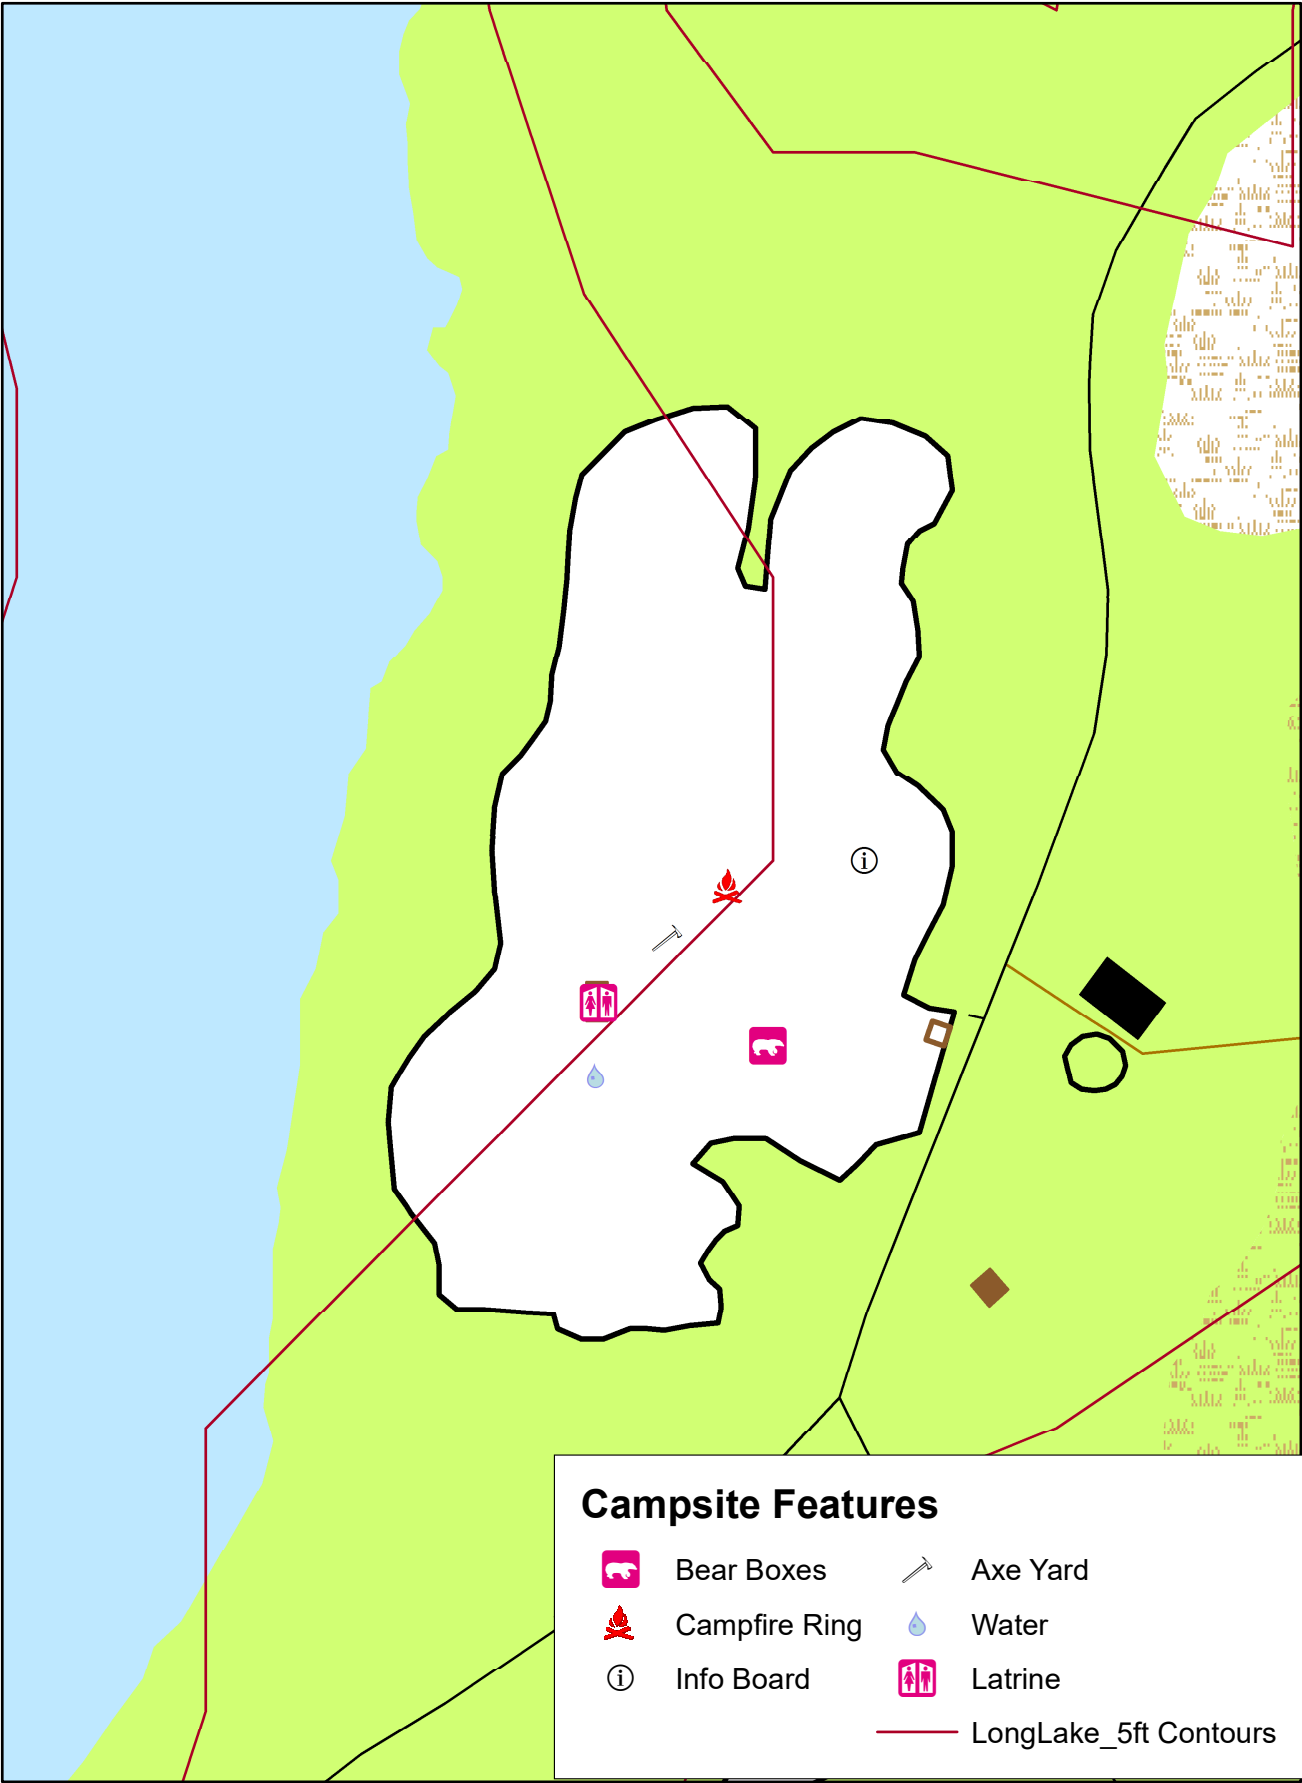 Campsite Features
Bear Boxes
Axe Yard
Campfire Ring
Water
Info Board
Latrine
LongLake_5ft Contours